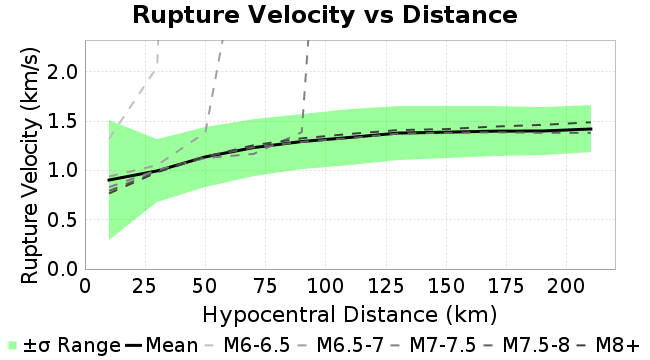 Rupture Velocity vs Distance
Rupture Velocity (km/s)
2.0
1.5
1.0
0.5
0.0
0 25 50 75 100 125 150 175 200
Hypocentral Distance (km)
±σ Range Mean M6-6.5 M6.5-7 M7-7.5 M7.5-8 M8+